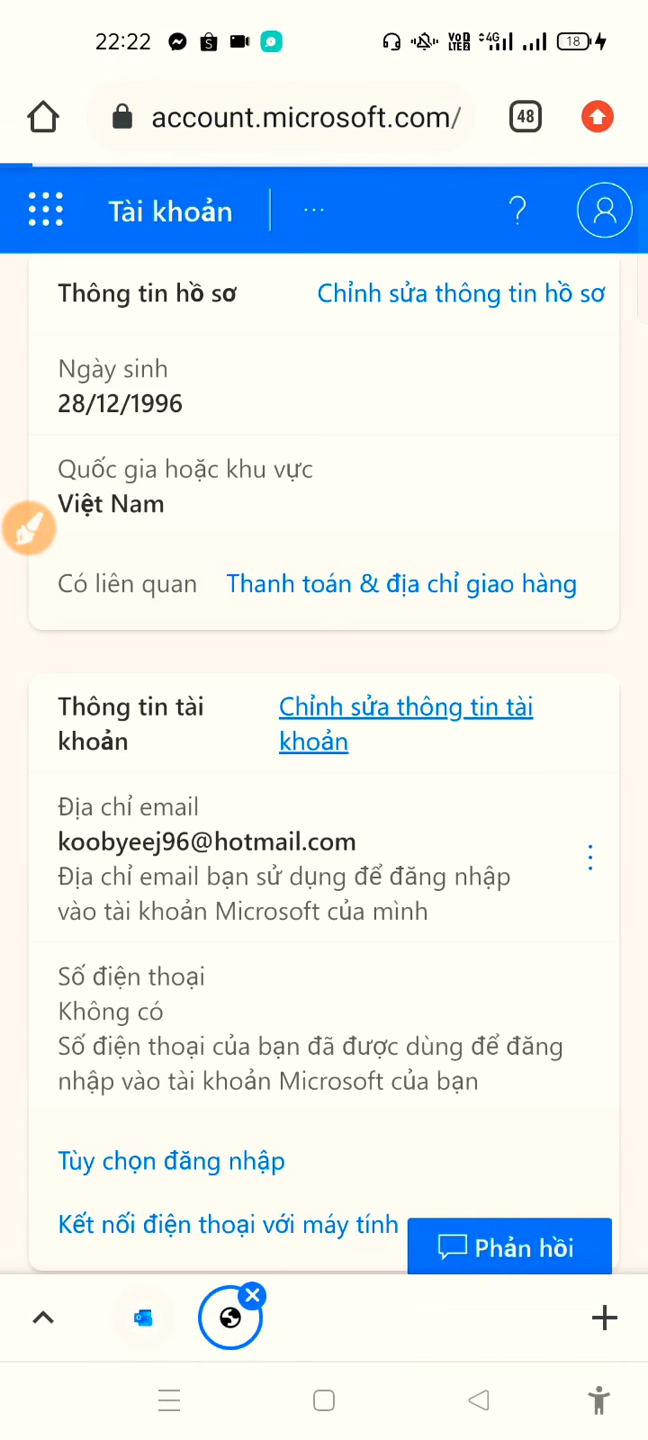 22:22
VoD LTE 4G 18
account.microsoft.com/
48
Tài khoản
...
?
Thông tin hồ sơ
Chỉnh sửa thông tin hồ sơ
Ngày sinh
28/12/1996
Quốc gia hoặc khu vực
Việt Nam
Có liên quan
Thanh toán & địa chỉ giao hàng
Thông tin tài
khoản
Chỉnh sửa thông tin tài
khoản
Địa chỉ email
koobyeej96@hotmail.com
Địa chỉ email bạn sử dụng để đăng nhập
vào tài khoản Microsoft của mình
Số điện thoại
Không có
Số điện thoại của bạn đã được dùng để đăng
nhập vào tài khoản Microsoft của bạn
Tùy chọn đăng nhập
Kết nối điện thoại với máy tính
Phản hồi